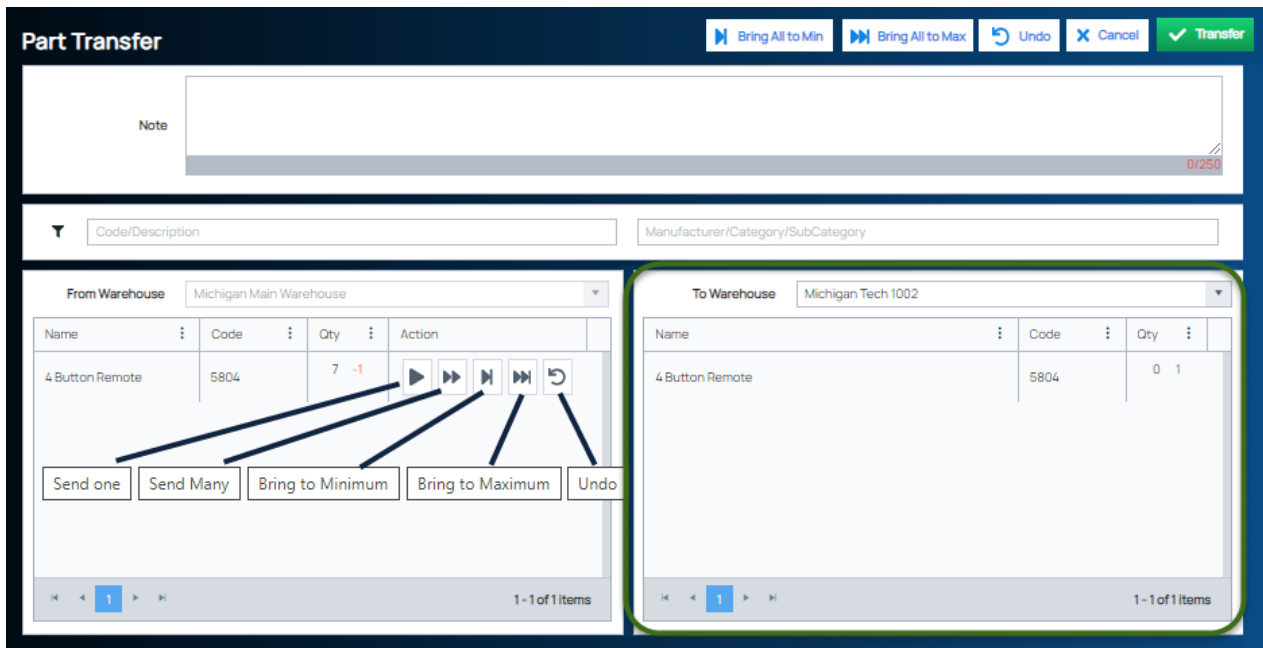 Part Transfer
Bring All to Min
Bring All to Max
Undo
Cancel
Transfer
Note
0/250
Code/Description
Manufacturer/Category/SubCategory
From Warehouse
Michigan Main Warehouse
Name
Code
Qty
Action
4 Button Remote
5804
7 -1
Send one
Send Many
Bring to Minimum
Bring to Maximum
Undo
1
1 - 1 of 1 items
To Warehouse
Michigan Tech 1002
Name
Code
Qty
4 Button Remote
5804
0 1
1
1 - 1 of 1 items